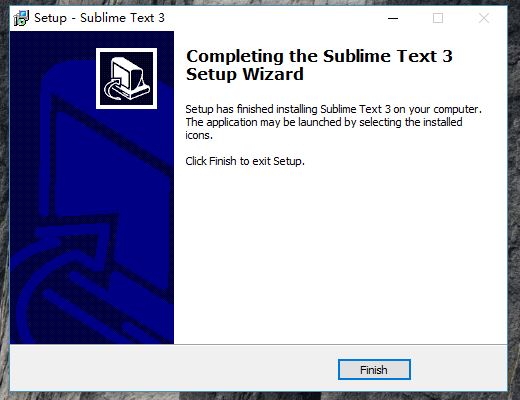 Setup - Sublime Text 3
Completing the Sublime Text 3
Setup Wizard
Setup has finished installing Sublime Text 3 on your computer.
The application may be launched by selecting the installed
icons.
Click Finish to exit Setup.
Finish